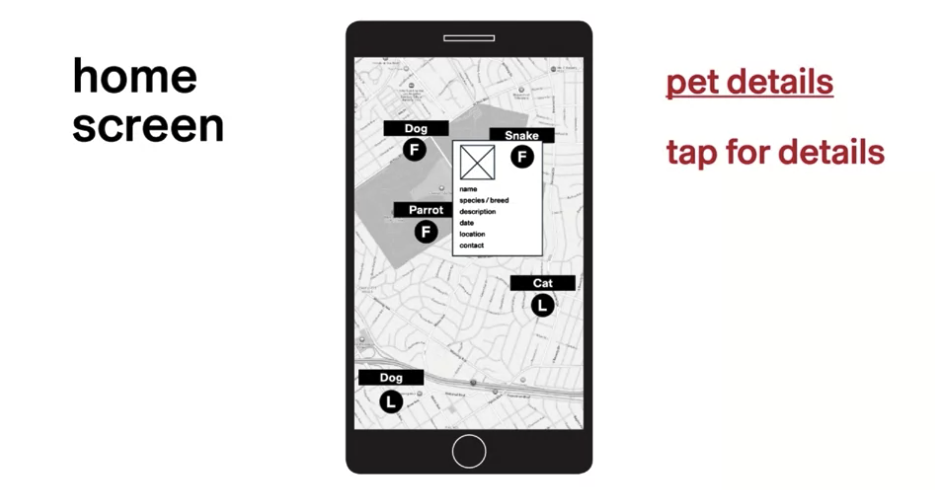 home
screen
pet details
tap for details
Dog
F
Snake
F
name
species / breed
description
date
location
contact
Parrot
F
Cat
L
Dog
L